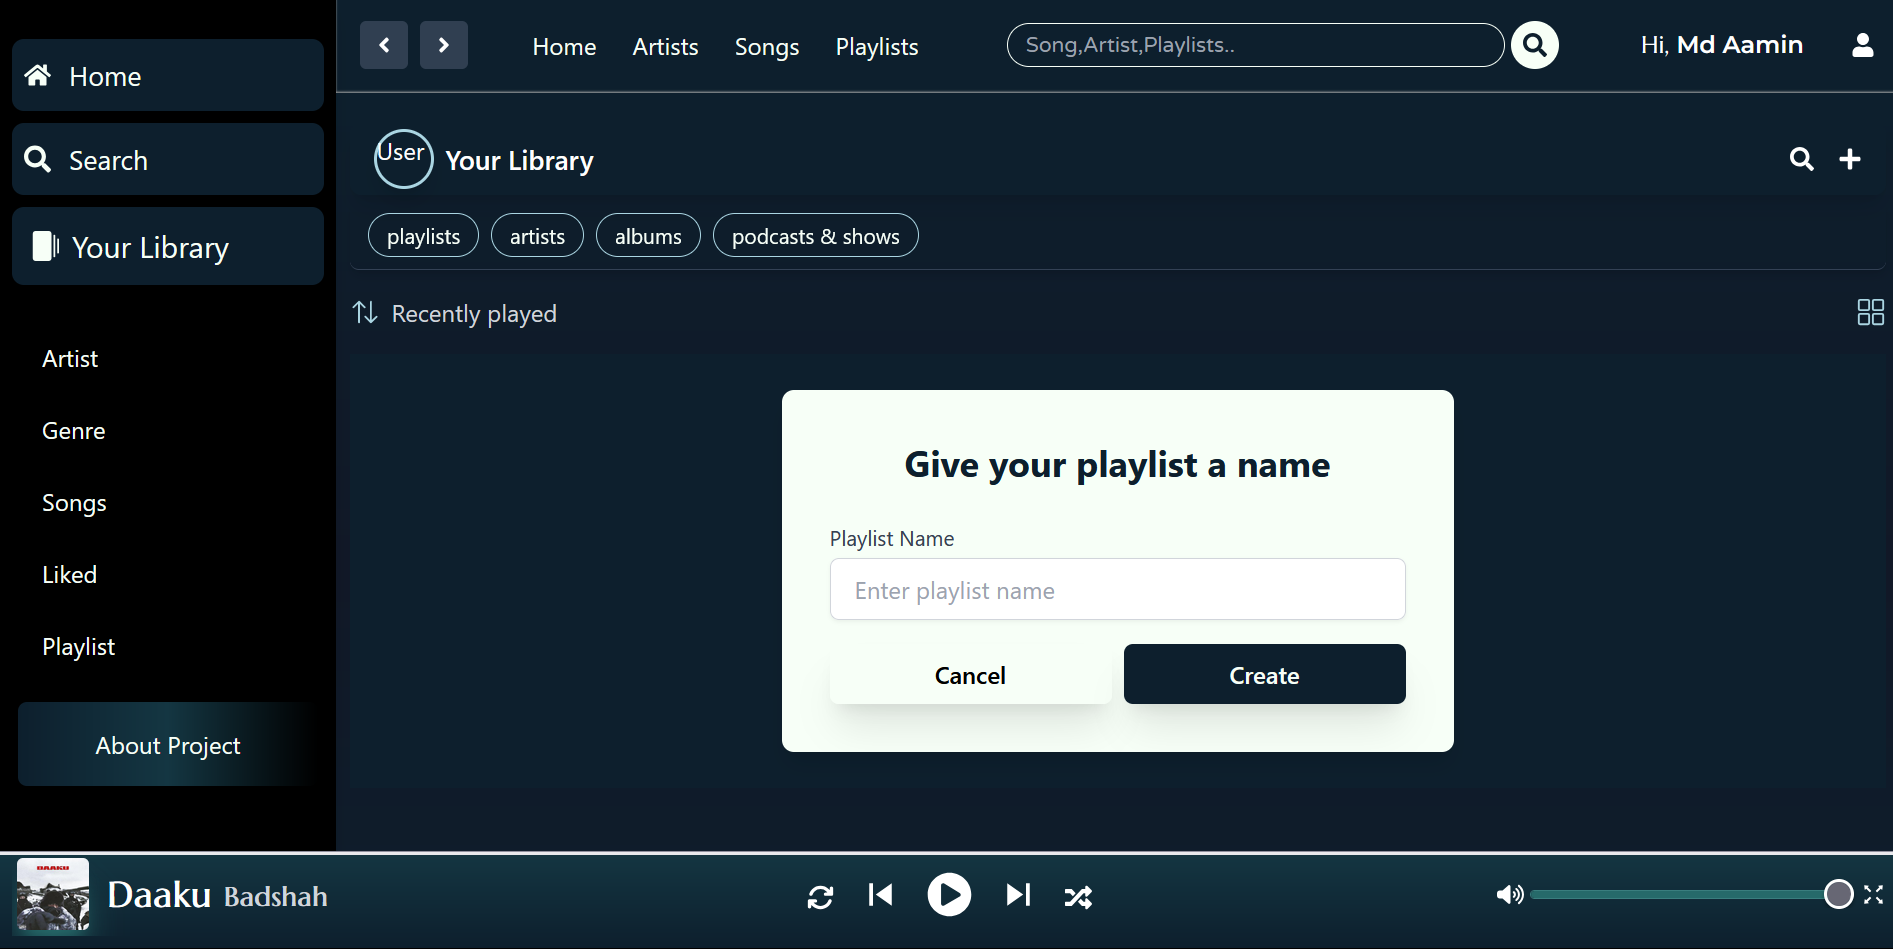 Home
Search
Your Library
Artist
Genre
Songs
Liked
Playlist
About Project
Home Artists Songs Playlists
Song,Artist,Playlists..
Hi, Md Aamin
User
Your Library
playlists artists albums podcasts & shows
Recently played
Give your playlist a name
Playlist Name
Enter playlist name
Cancel Create
DAAKU
Daaku Badshah